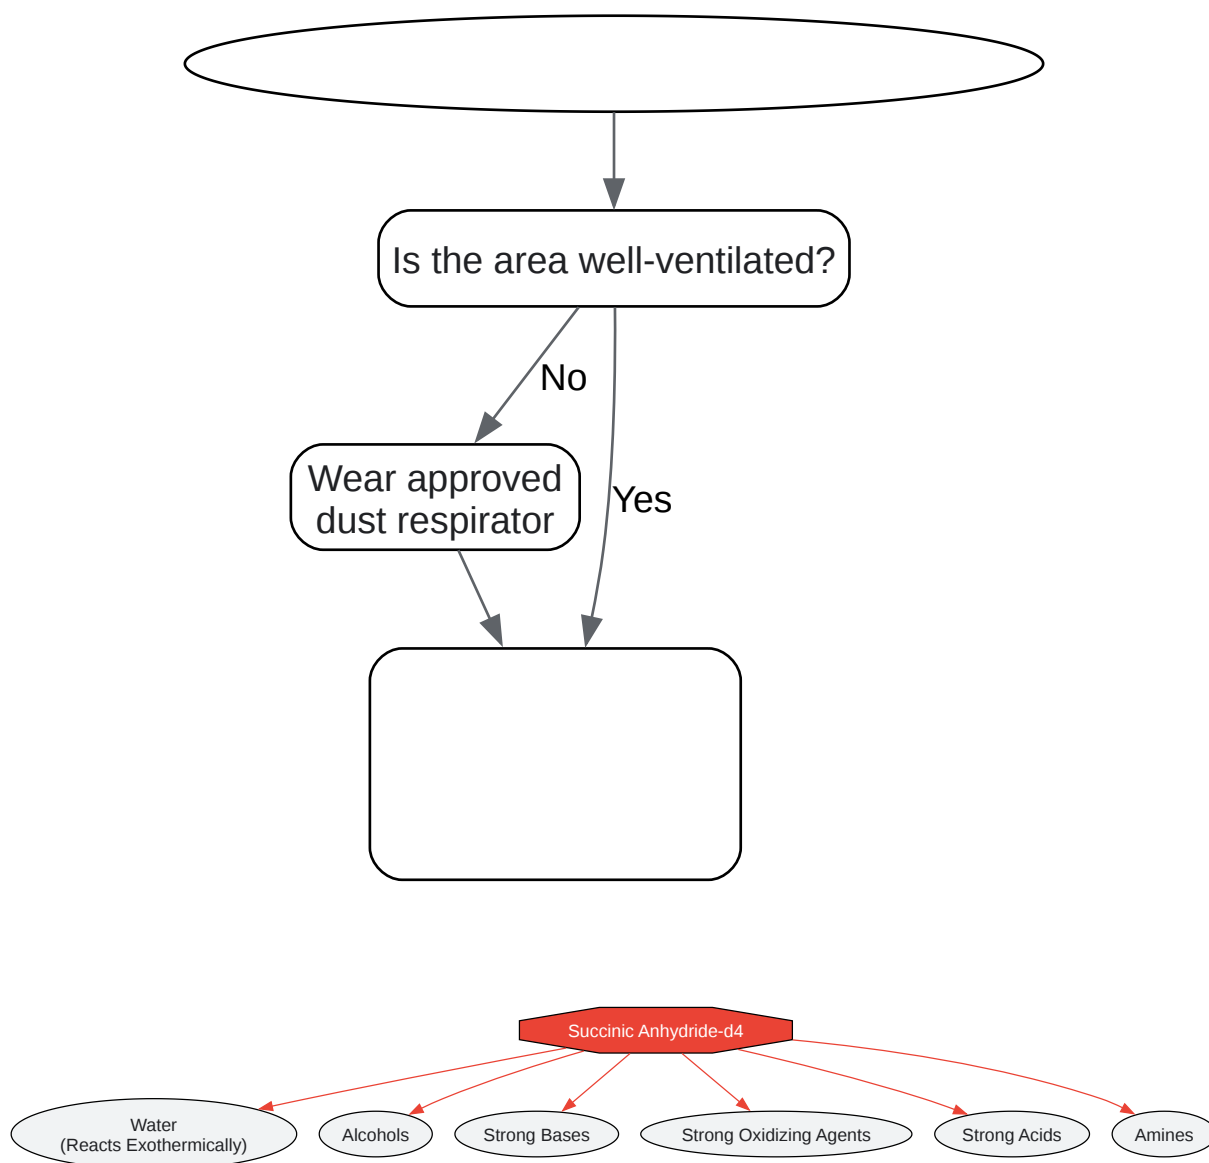 Is the area well-ventilated?
No
Wear approved
dust respirator
Yes
Succinic Anhydride-d4
Water
(Reacts Exothermically)
Alcohols
Strong Bases
Strong Oxidizing Agents
Strong Acids
Amines